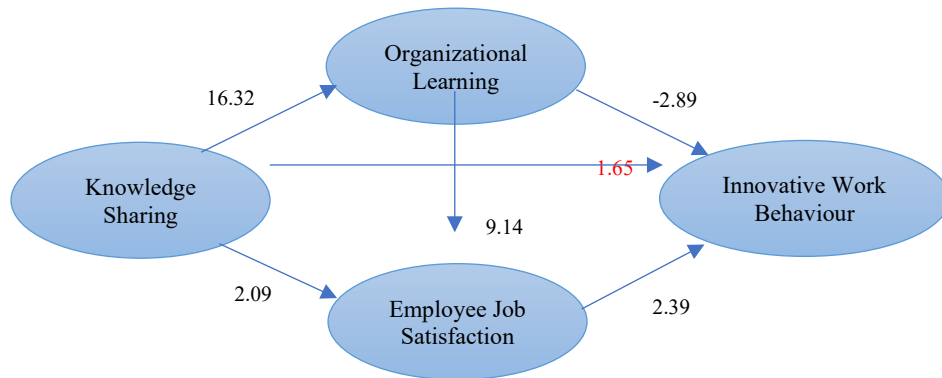 Organizational
Learning
16.32
-2.89
1.65
Knowledge
Sharing
Innovative Work
Behaviour
9.14
2.09
Employee Job
Satisfaction
2.39